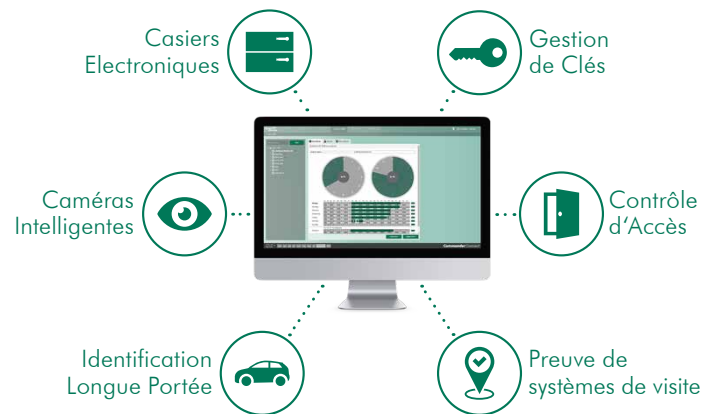 Casiers
Electroniques
Gestion
de Clés
Caméras
Intelligentes
Contrôle
d‘Accès
Identification
Longue Portée
Preuve de
systèmes de visite